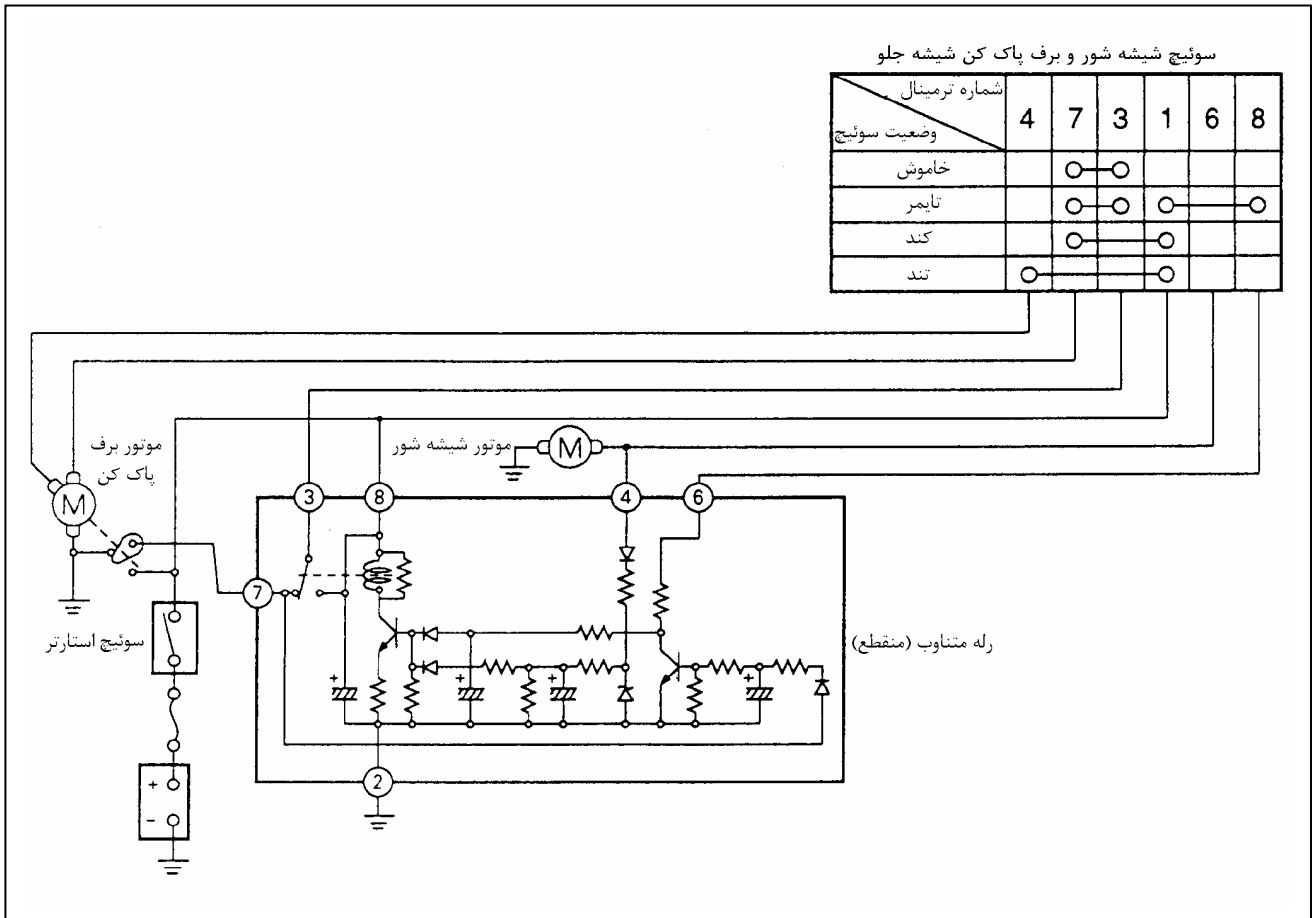 سوئیچ شیشه شور و برف پاک کن شیشه جلو
شماره ترمینال
وضعیت سوئیچ
4 7 3 1 6 8
خاموش
تایمر
کند
تند
موتور برف
پاک کن
M
موتور شیشه شور
M
3 8 4 6
7
سوئیچ استارتر
رله متناوب (منقطع)
+ + + +
2
+
-